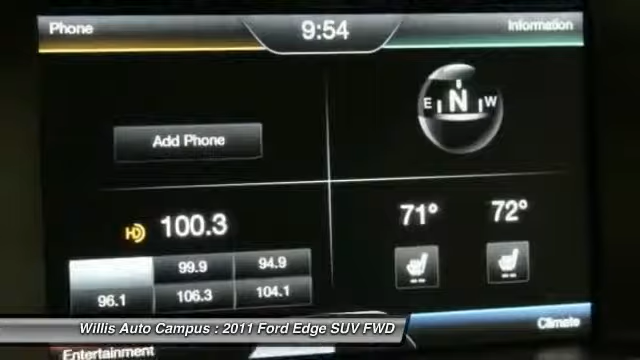 Phone 9:54 Information
E N W
Add Phone
HD 100.3 71° 72°
99.9 94.9
96.1 106.3 104.1
Willis Auto Campus : 2011 Ford Edge SUV FWD
Climate
Entertainment